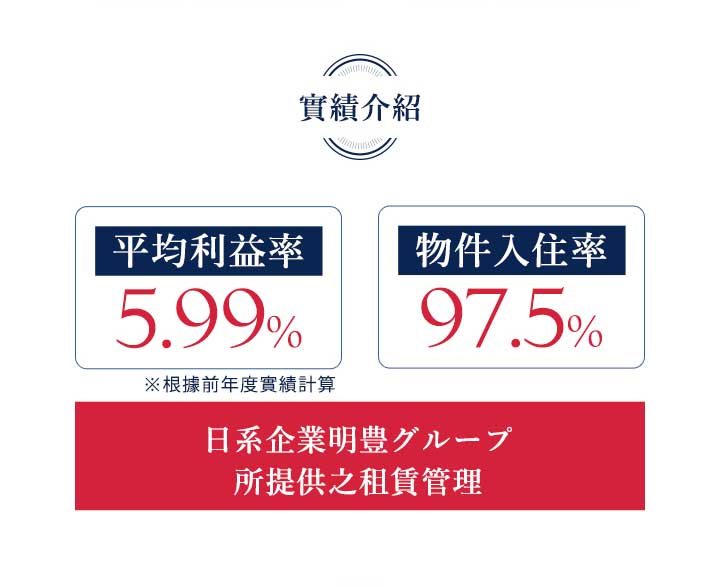 實績介紹
平均利益率
5.99%
物件入住率
97.5%
※根據前年度實績計算
日系企業明豊グループ
所提供之租賃管理